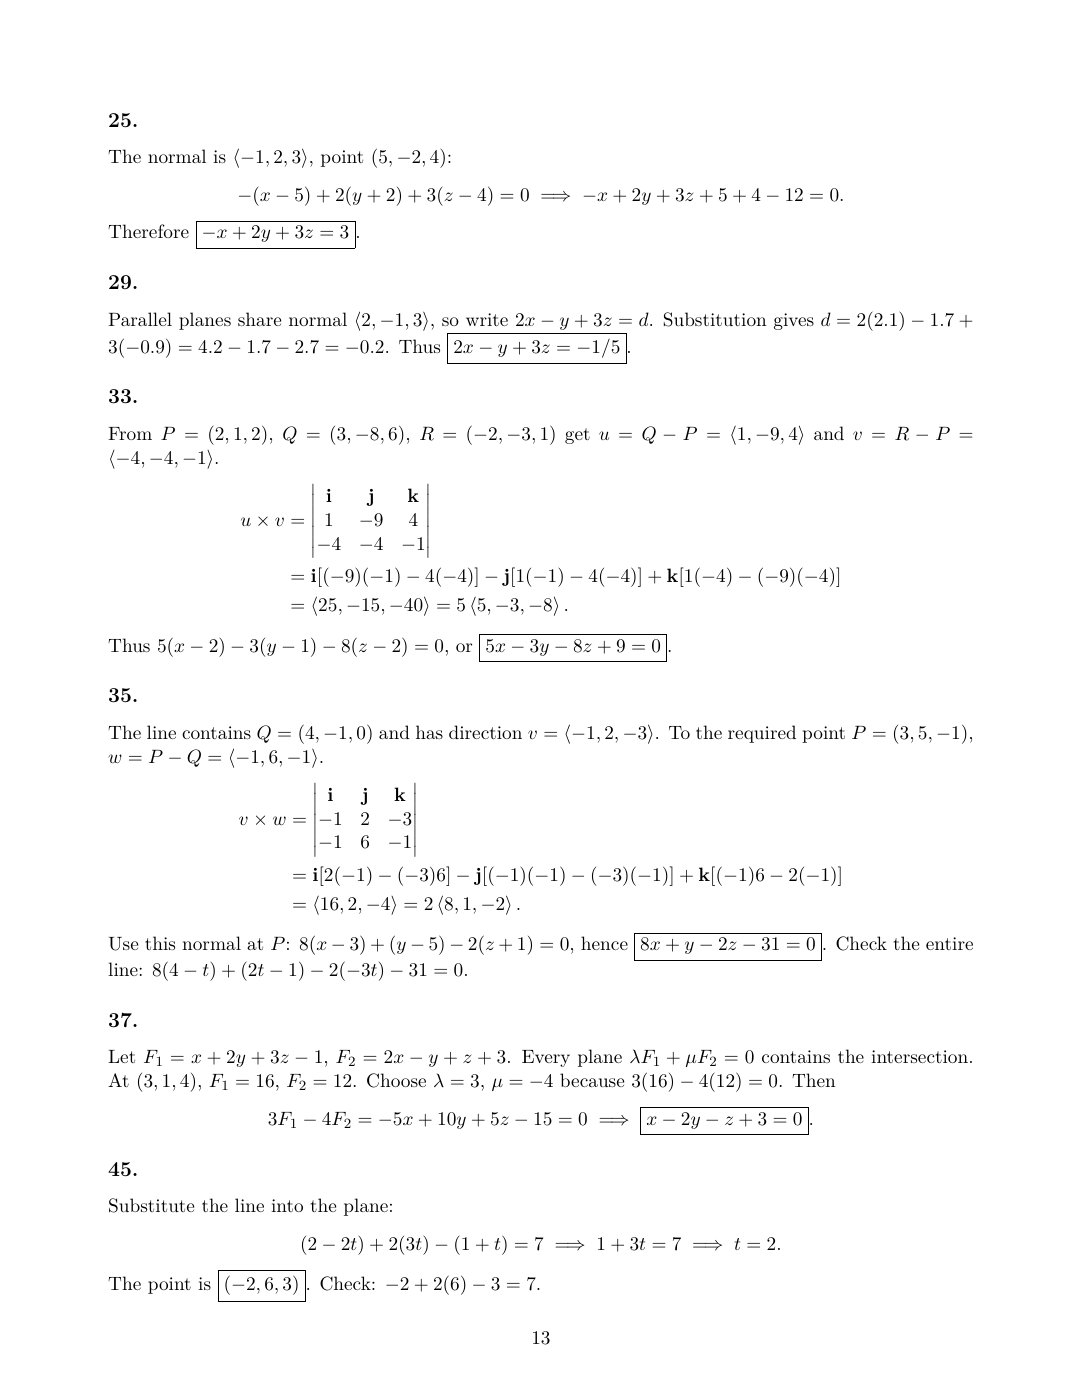 25.
The normal is ⟨−1, 2, 3⟩, point (5, −2, 4):
−(x − 5) + 2(y + 2) + 3(z − 4) = 0 ⟹ −x + 2y + 3z + 5 + 4 − 12 = 0.
Therefore −x + 2y + 3z = 3.
29.
Parallel planes share normal ⟨2, −1, 3⟩, so write 2x − y + 3z = d. Substitution gives d = 2(2.1) − 1.7 +
3(−0.9) = 4.2 − 1.7 − 2.7 = −0.2. Thus 2x − y + 3z = −1/5.
33.
From P = (2, 1, 2), Q = (3, −8, 6), R = (−2, −3, 1) get u = Q − P = ⟨1, −9, 4⟩ and v = R − P =
⟨−4, −4, −1⟩.
i j k
u × v = 1 −9 4
−4 −4 −1
= i[(−9)(−1) − 4(−4)] − j[1(−1) − 4(−4)] + k[1(−4) − (−9)(−4)]
= ⟨25, −15, −40⟩ = 5 ⟨5, −3, −8⟩ .
Thus 5(x − 2) − 3(y − 1) − 8(z − 2) = 0, or 5x − 3y − 8z + 9 = 0.
35.
The line contains Q = (4, −1, 0) and has direction v = ⟨−1, 2, −3⟩. To the required point P = (3, 5, −1),
w = P − Q = ⟨−1, 6, −1⟩.
i j k
v × w = −1 2 −3
−1 6 −1
= i[2(−1) − (−3)6] − j[(−1)(−1) − (−3)(−1)] + k[(−1)6 − 2(−1)]
= ⟨16, 2, −4⟩ = 2 ⟨8, 1, −2⟩ .
Use this normal at P: 8(x − 3) + (y − 5) − 2(z + 1) = 0, hence 8x + y − 2z − 31 = 0. Check the entire
line: 8(4 − t) + (2t − 1) − 2(−3t) − 31 = 0.
37.
Let F₁ = x + 2y + 3z − 1, F₂ = 2x − y + z + 3. Every plane λF₁ + μF₂ = 0 contains the intersection.
At (3, 1, 4), F₁ = 16, F₂ = 12. Choose λ = 3, μ = −4 because 3(16) − 4(12) = 0. Then
3F₁ − 4F₂ = −5x + 10y + 5z − 15 = 0 ⟹ x − 2y − z + 3 = 0.
45.
Substitute the line into the plane:
(2 − 2t) + 2(3t) − (1 + t) = 7 ⟹ 1 + 3t = 7 ⟹ t = 2.
The point is (−2, 6, 3). Check: −2 + 2(6) − 3 = 7.
13